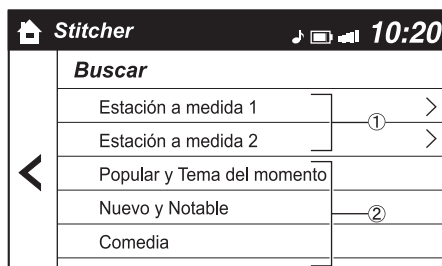 Stitcher 10:20
Buscar
Estación a medida 1
①
Estación a medida 2
Popular y Tema del momento
Nuevo y Notable
②
Comedia